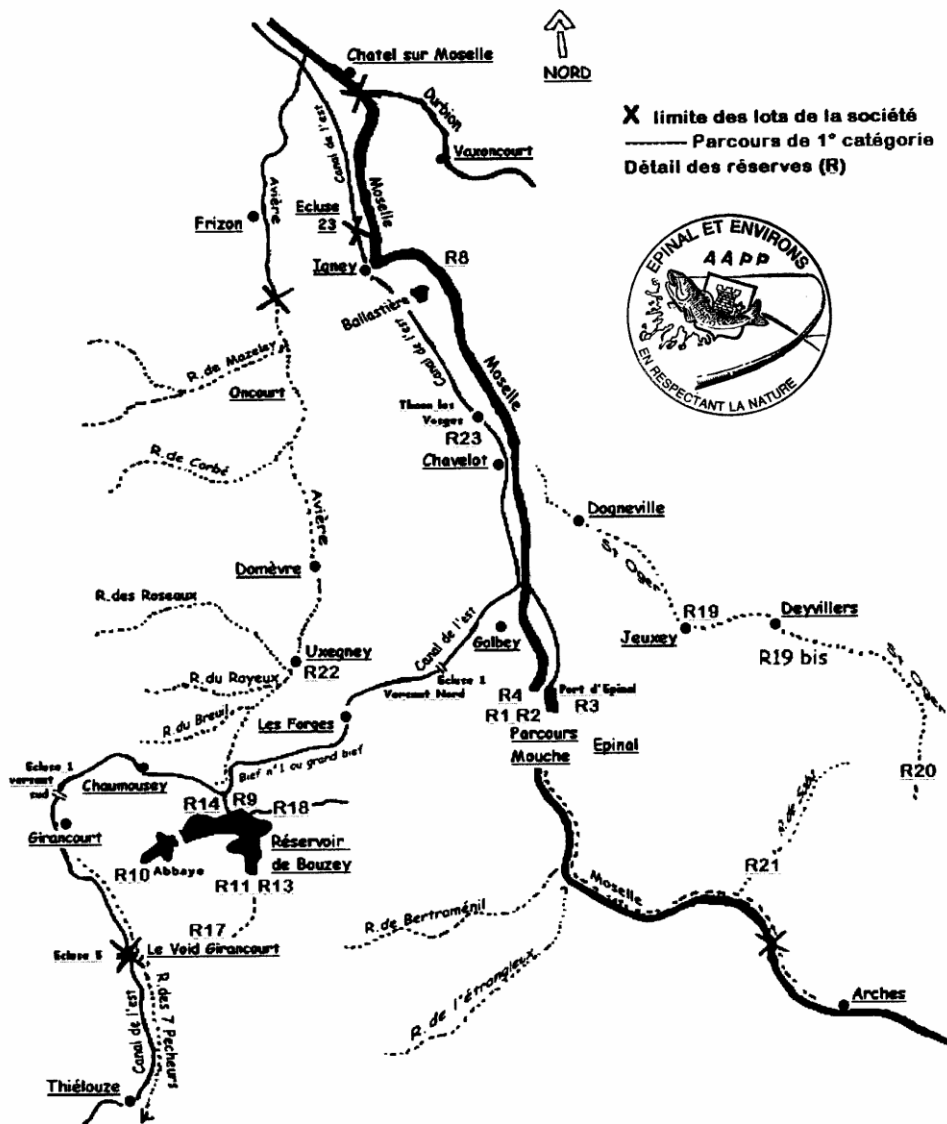 Chatel sur Moselle
NORD
Durbion
Canal de l'est
Vaxoncourt
X limite des lots de la société
Parcours de 1° catégorie
Détail des réserves (R)
Avière
Moselle
Frizon
Ecluse
23
EPINAL ET ENVIRONS
AAPP
EN RESPECTANT LA NATURE
Igney
R8
Ballastière
Canal de l'est
Moselle
R. de Mazeley
Oncourt
Thaon les
Vosges
R23
Chavelot
R. de Corbé
Avière
Dogneville
St Oger
Domèvre
R. des Roseaux
R19
Deyvillers
Jeuxey
R19 bis
St Oger
Uxegney
R22
Canal de l'est
Galbey
Ecluse 1
Versant Nord
R. du Rayeux
R. du Breuil
R4
Port d'Epinal
R1 R2
R3
Les Forges
Parcours
Mouche
Epinal
Bief n°1 ou grand bief
Ecluse 1
versant
sud
Chaumousey
R20
Girancourt
R14
R9
R18
Réservoir
de Bouzey
R10
Abbaye
R11 R13
R21
Moselle
R. de Bertraménil
R17
Ecluse 5
Le Void Girancourt
R. de l'étrangleux
Arches
Canal de l'est
R. des 7 Pecheurs
Thiélouze